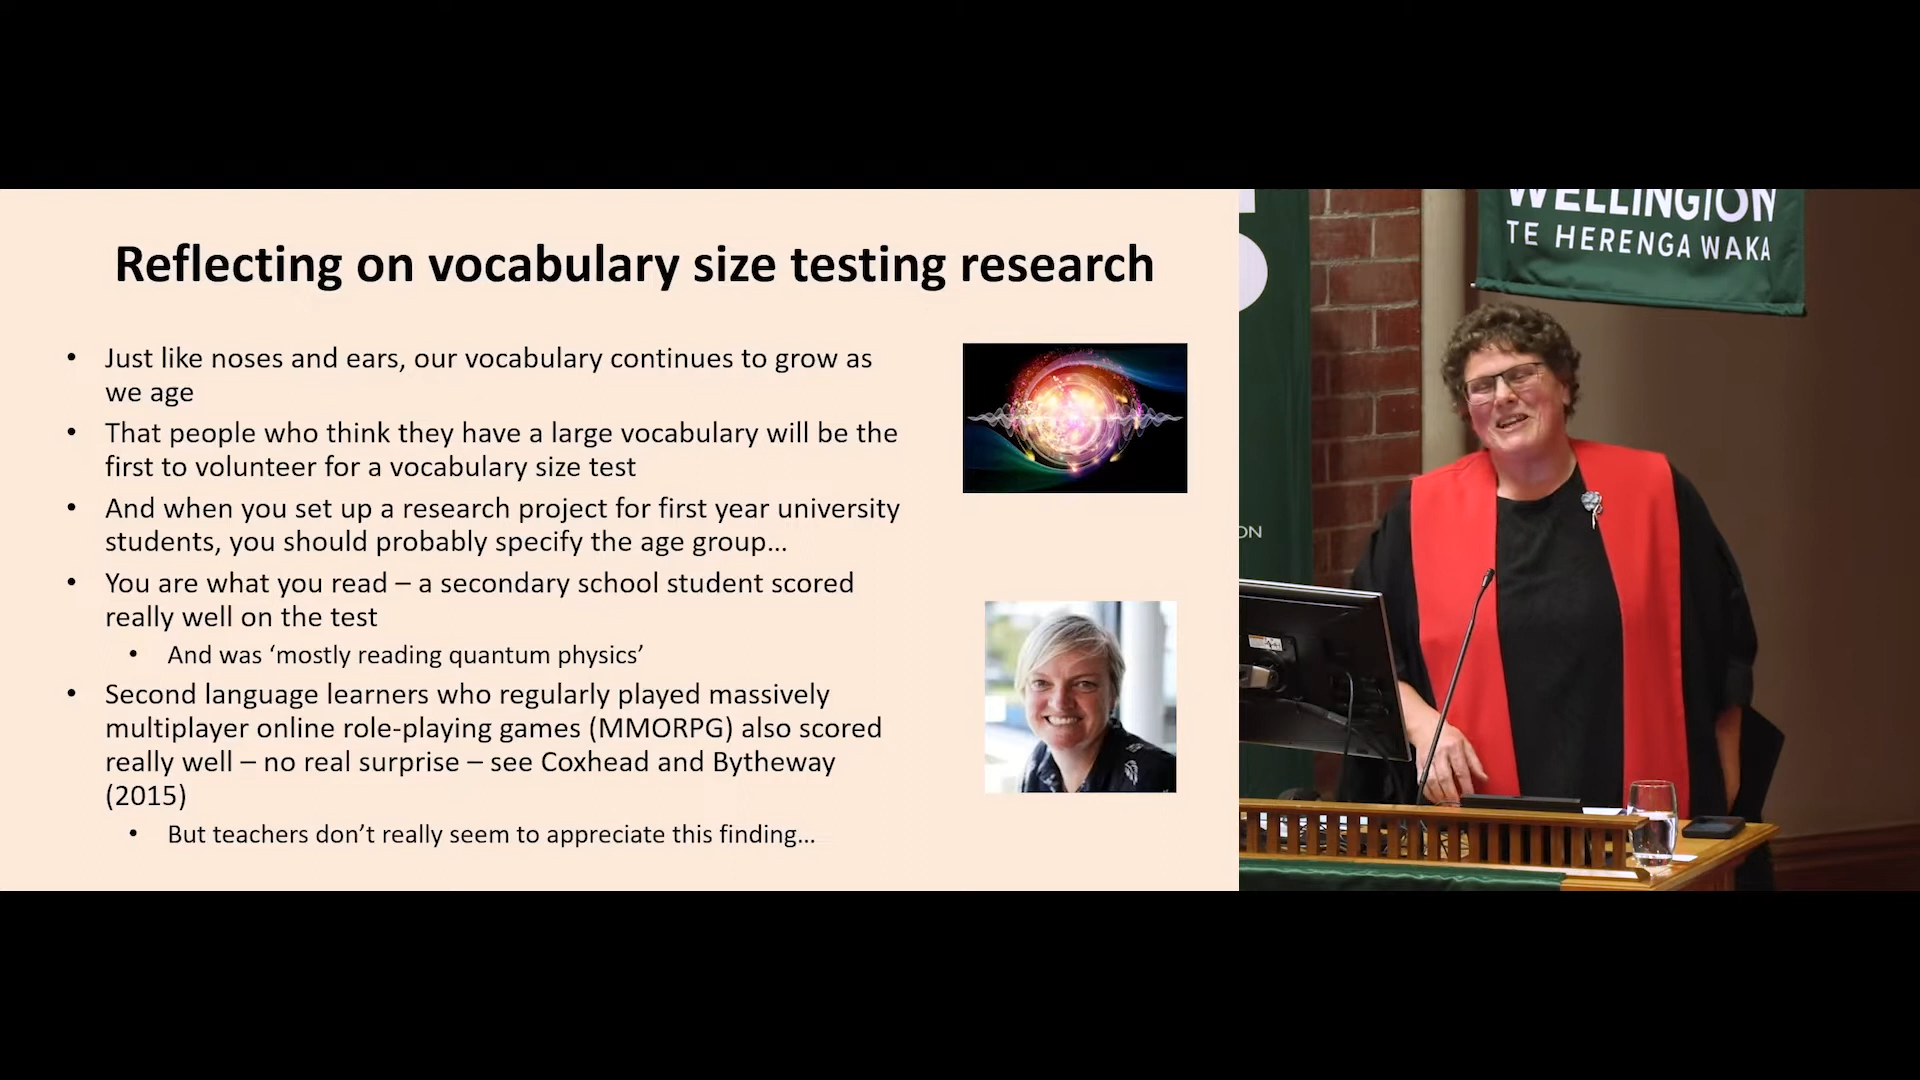 Reflecting on vocabulary size testing research
• Just like noses and ears, our vocabulary continues to grow as
we age
• That people who think they have a large vocabulary will be the
first to volunteer for a vocabulary size test
• And when you set up a research project for first year university
students, you should probably specify the age group…
• You are what you read – a secondary school student scored
really well on the test
• And was ‘mostly reading quantum physics’
• Second language learners who regularly played massively
multiplayer online role-playing games (MMORPG) also scored
really well – no real surprise – see Coxhead and Bytheway
(2015)
• But teachers don’t really seem to appreciate this finding…
WELLINGTON
TE HERENGA WAKA
ON